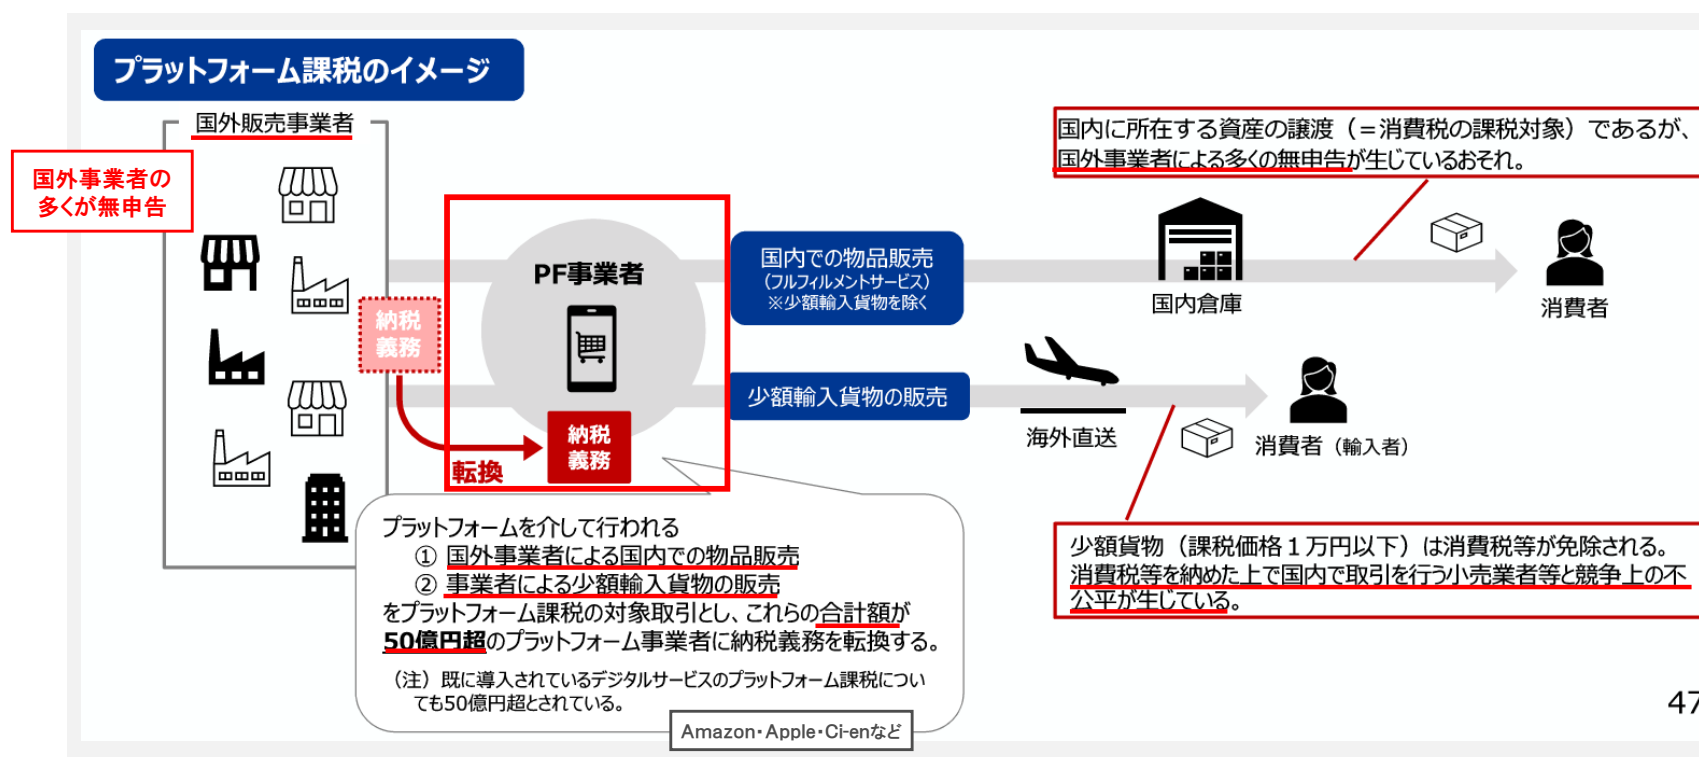 プラットフォーム課税のイメージ
国外販売事業者
国外事業者の
多くが無申告
納税
義務
転換
PF事業者
納税
義務
国内での物品販売
(フルフィルメントサービス)
※少額輸入貨物を除く
国内倉庫
消費者
国内に所在する資産の譲渡(=消費税の課税対象)であるが、
国外事業者による多くの無申告が生じているおそれ。
少額輸入貨物の販売
海外直送
消費者(輸入者)
少額貨物(課税価格1万円以下)は消費税等が免除される。
消費税等を納めた上で国内で取引を行う小売業者等と競争上の不
公平が生じている。
プラットフォームを介して行われる
① 国外事業者による国内での物品販売
② 事業者による少額輸入貨物の販売
をプラットフォーム課税の対象取引とし、これらの合計額が
50億円超のプラットフォーム事業者に納税義務を転換する。
(注)既に導入されているデジタルサービスのプラットフォーム課税につい
ても50億円超とされている。
Amazon・Apple・Ci-enなど
47